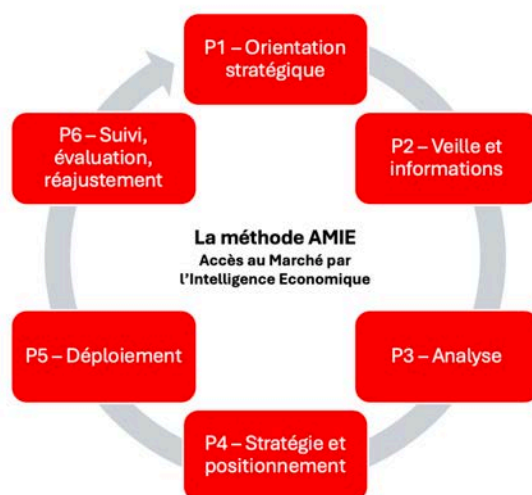 P1 – Orientation
stratégique
P2 – Veille et
informations
P3 – Analyse
P4 – Stratégie et
positionnement
P5 – Déploiement
P6 – Suivi,
évaluation,
réajustement
La méthode AMIE
Accès au Marché par
l'Intelligence Economique